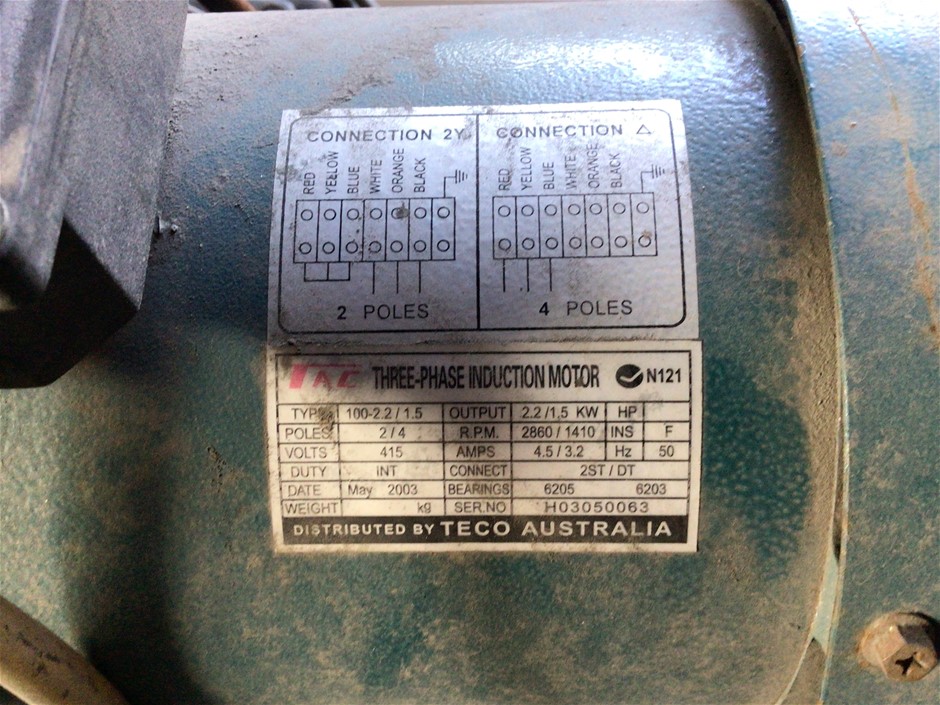 CONNECTION 2Y
RED YELLOW BLUE WHITE ORANGE BLACK
2 POLES
CONNECTION △
RED YELLOW BLUE WHITE ORANGE BLACK
4 POLES
TAC THREE-PHASE INDUCTION MOTOR N121
TYPE 100-2.2 / 1.5 OUTPUT 2.2 / 1.5 KW HP
POLES 2 / 4 R.P.M. 2860 / 1410 INS F
VOLTS 415 AMPS 4.5 / 3.2 Hz 50
DUTY INT CONNECT 2ST / DT
DATE May 2003 BEARINGS 6205 6203
WEIGHT kg SER.NO H03050063
DISTRIBUTED BY TECO AUSTRALIA